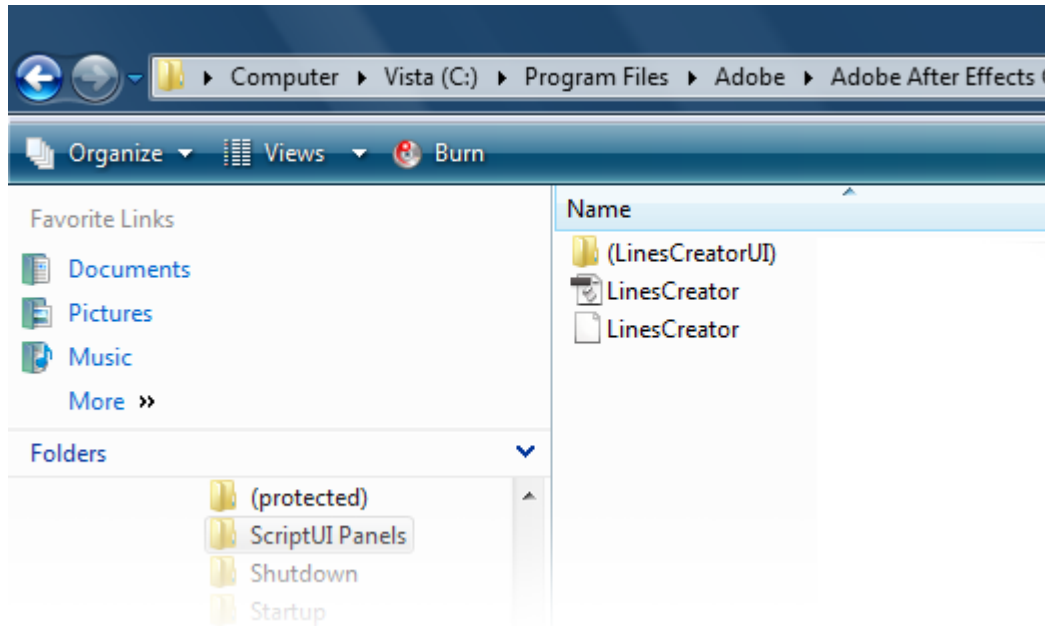 Computer Vista (C:) Program Files Adobe Adobe After Effects
Organize Views Burn
Favorite Links
Documents
Pictures
Music
More »
Folders
(protected)
ScriptUI Panels
Shutdown
Startup
Name
(LinesCreatorUI)
LinesCreator
LinesCreator